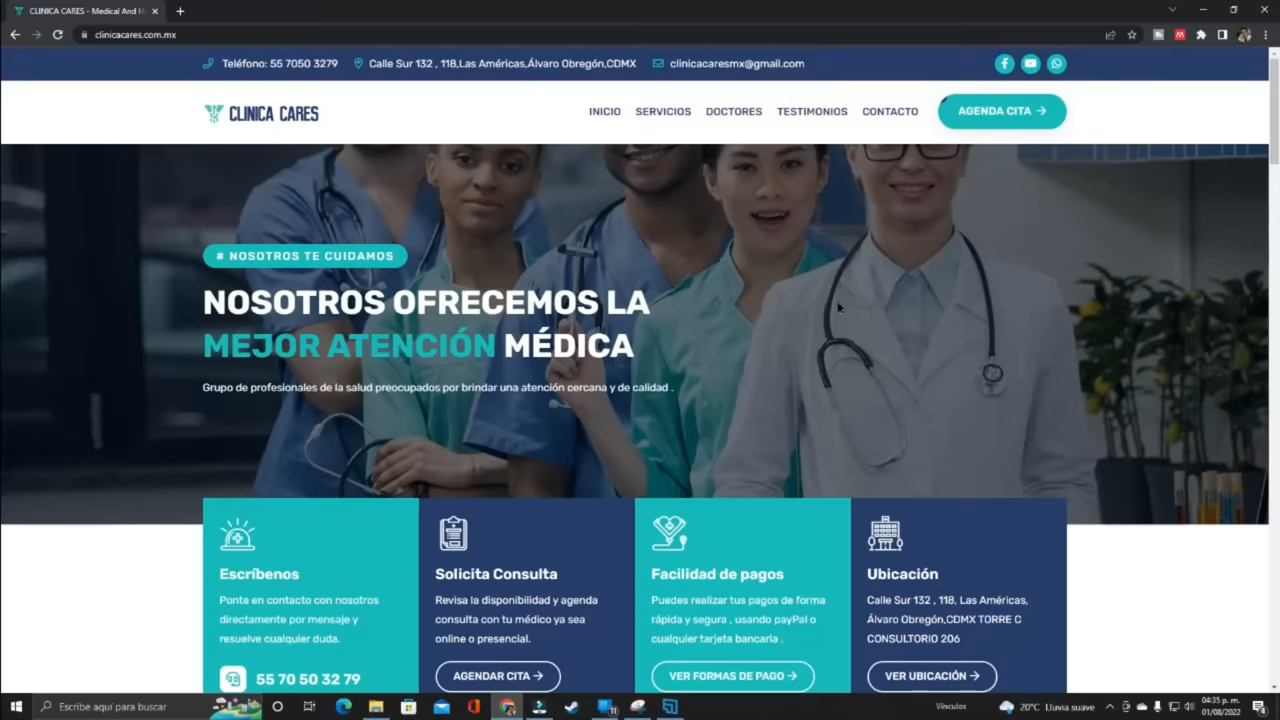 CLINICA CARES - Medical And H
clinicacares.com.mx
Teléfono: 55 7050 3279
Calle Sur 132 , 118,Las Américas,Álvaro Obregón,CDMX
clinicacaresmx@gmail.com
CLINICA CARES
INICIO
SERVICIOS
DOCTORES
TESTIMONIOS
CONTACTO
AGENDA CITA →
# NOSOTROS TE CUIDAMOS
NOSOTROS OFRECEMOS LA
MEJOR ATENCIÓN MÉDICA
Grupo de profesionales de la salud preocupados por brindar una atención cercana y de calidad .
Escríbenos
Ponte en contacto con nosotros
directamente por mensaje y
resuelve cualquier duda.
55 70 50 32 79
Solicita Consulta
Revisa la disponibilidad y agenda
consulta con tu médico ya sea
online o presencial.
AGENDAR CITA →
Facilidad de pagos
Puedes realizar tus pagos de forma
rápida y segura , usando payPal o
cualquier tarjeta bancaria .
VER FORMAS DE PAGO →
Ubicación
Calle Sur 132 , 118, Las Américas,
Álvaro Obregón,CDMX TORRE C
CONSULTORIO 206
VER UBICACIÓN →
Escribe aquí para buscar
Vínculos
20°C Lluvia suave
04:35 p. m.
01/08/2022